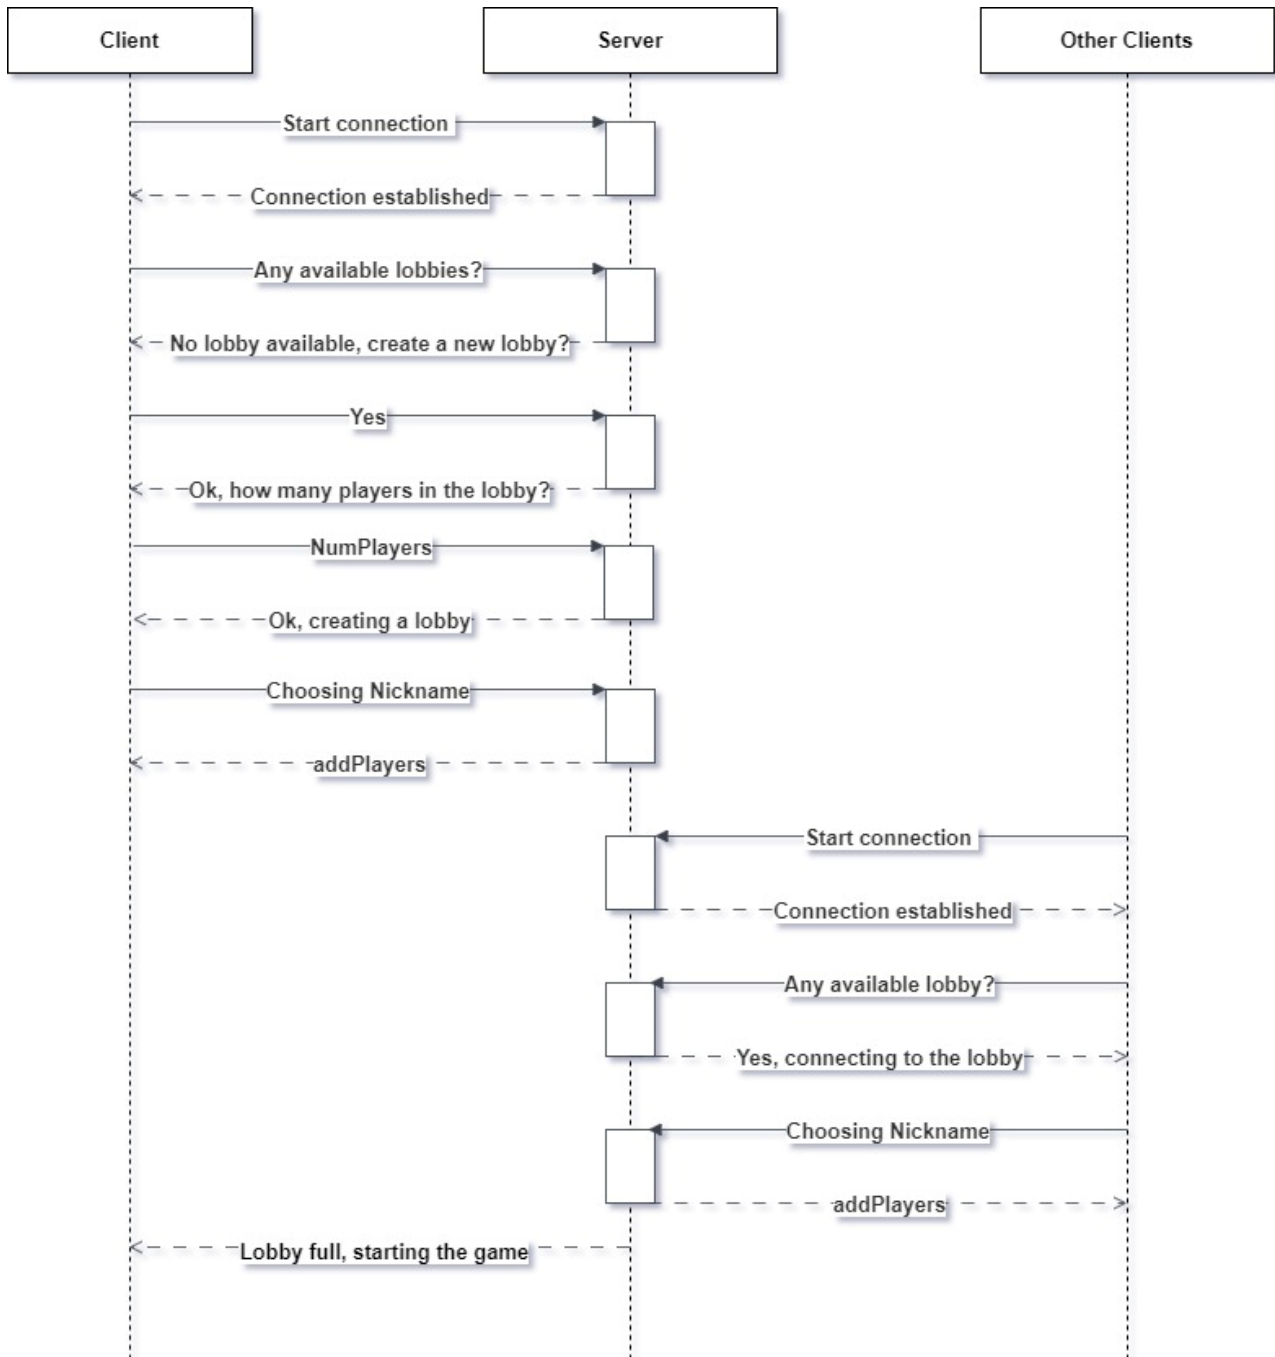 Client
Server
Other Clients
Start connection
Connection established
Any available lobbies?
No lobby available, create a new lobby?
Yes
Ok, how many players in the lobby?
NumPlayers
Ok, creating a lobby
Choosing Nickname
addPlayers
Start connection
Connection established
Any available lobby?
Yes, connecting to the lobby
Choosing Nickname
addPlayers
Lobby full, starting the game